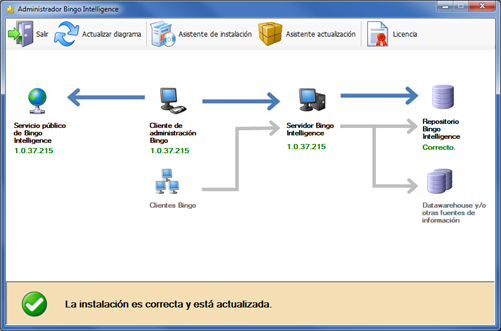 Administrador Bingo Intelligence
Salir
Actualizar diagrama
Asistente de instalación
Asistente actualización
Licencia
Servicio público
de Bingo
Intelligence
1.0.37.215
Cliente de
administración
Bingo
1.0.37.215
Servidor Bingo
Intelligence
1.0.37.215
Repositorio
Bingo
Intelligence
Correcto.
Clientes Bingo
Datawarehouse y/o
otras fuentes de
información
La instalación es correcta y está actualizada.